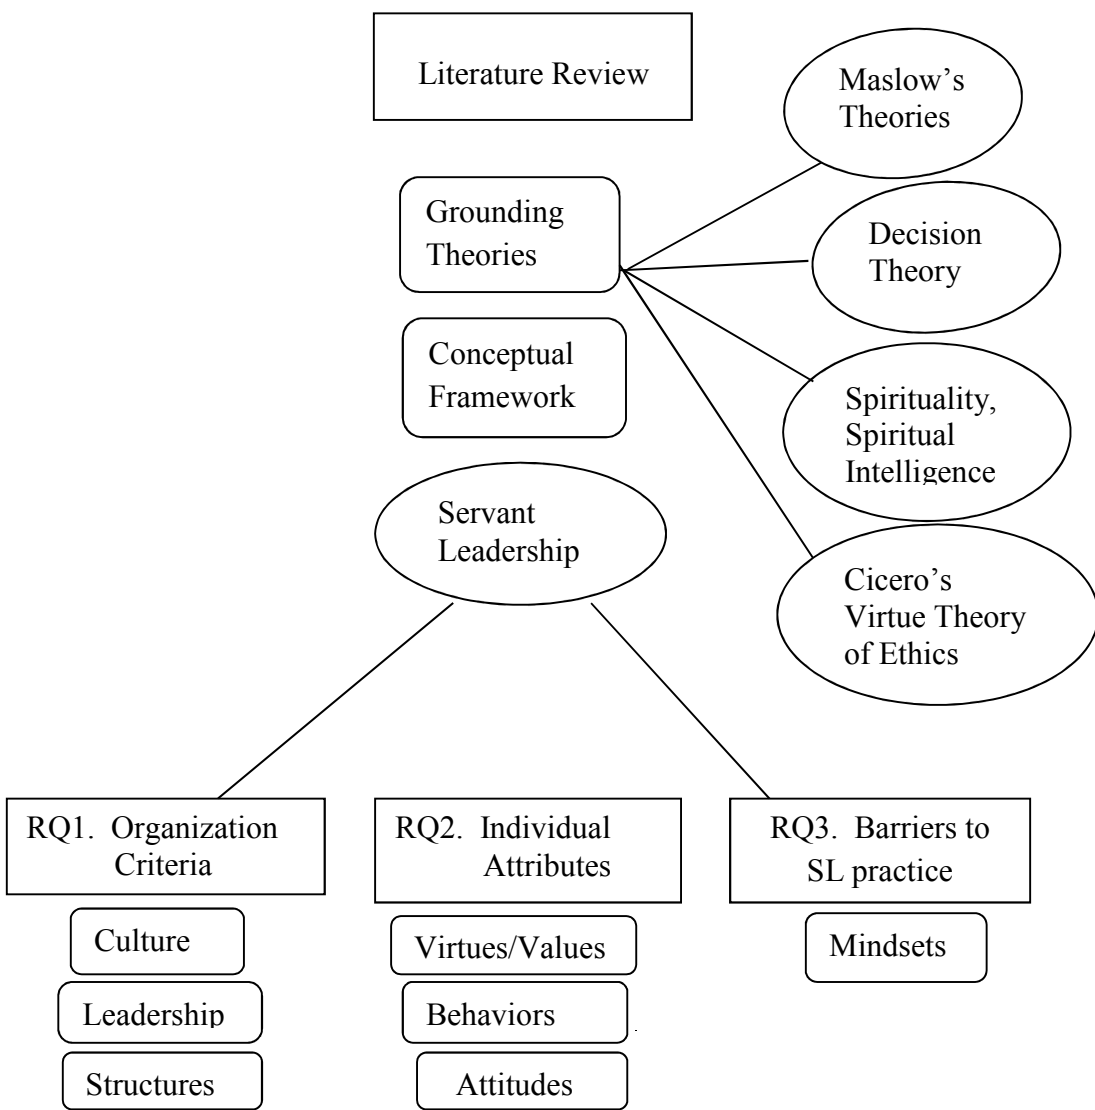 Literature Review
Maslow's
Theories
Grounding
Theories
Decision
Theory
Conceptual
Framework
Spirituality,
Spiritual
Intelligence
Servant
Leadership
Cicero's
Virtue Theory
of Ethics
RQ1. Organization
Criteria
RQ2. Individual
Attributes
RQ3. Barriers to
SL practice
Culture
Leadership
Structures
Virtues/Values
Behaviors
Attitudes
Mindsets